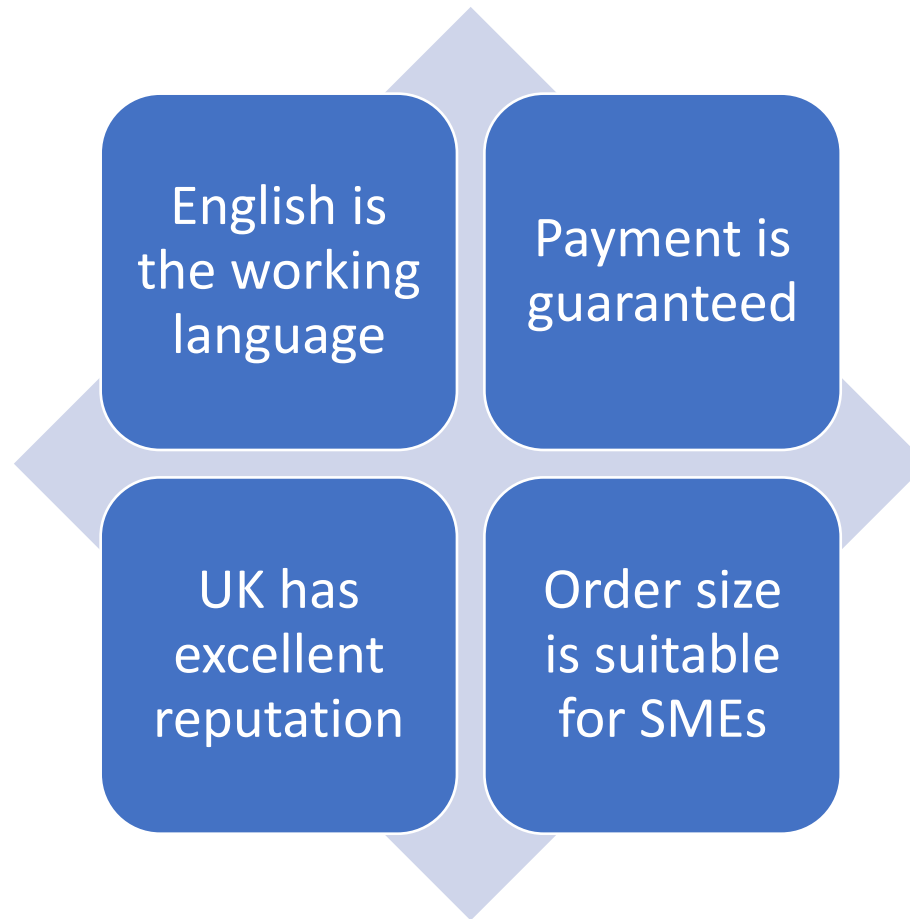 English is
the working
language
Payment is
guaranteed
UK has
excellent
reputation
Order size
is suitable
for SMEs